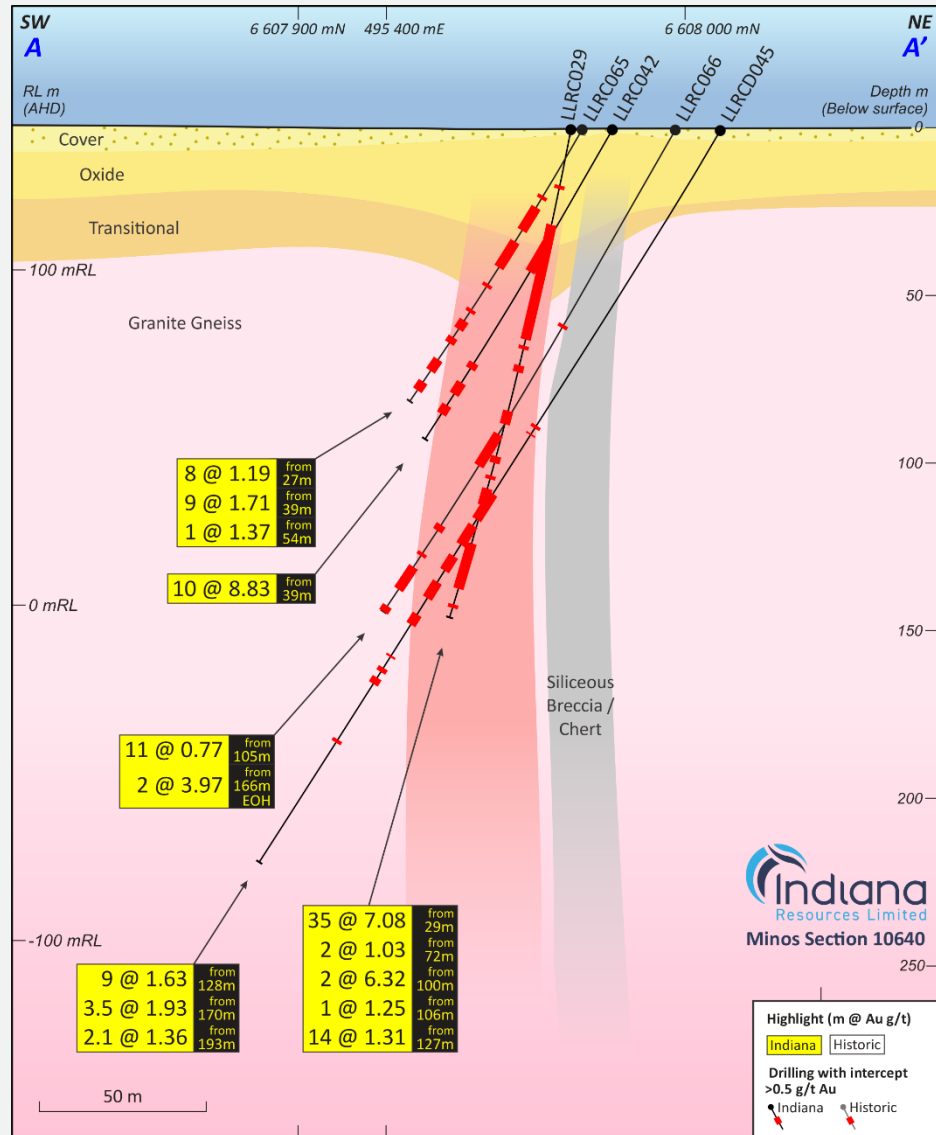 SW
6 607 900 mN
495 400 mE
6 608 000 mN
NE
A
A'
RL m
(AHD)
Depth m
(Below surface)
LLRC029
LLRC065
LLRC042
LLRC066
LLRCD045
0
Cover
Oxide
Transitional
100 mRL
50
Granite Gneiss
100
8 @ 1.19 from 27m
9 @ 1.71 from 39m
1 @ 1.37 from 54m
10 @ 8.83 from 39m
0 mRL
150
Siliceous
Breccia /
Chert
11 @ 0.77 from 105m
2 @ 3.97 from 166m EOH
200
Indiana
Resources Limited
Minos Section 10640
35 @ 7.08 from 29m
2 @ 1.03 from 72m
2 @ 6.32 from 100m
1 @ 1.25 from 106m
14 @ 1.31 from 127m
-100 mRL
250
9 @ 1.63 from 128m
3.5 @ 1.93 from 170m
2.1 @ 1.36 from 193m
50 m
Highlight (m @ Au g/t)
Indiana
Historic
Drilling with intercept
>0.5 g/t Au
Indiana
Historic